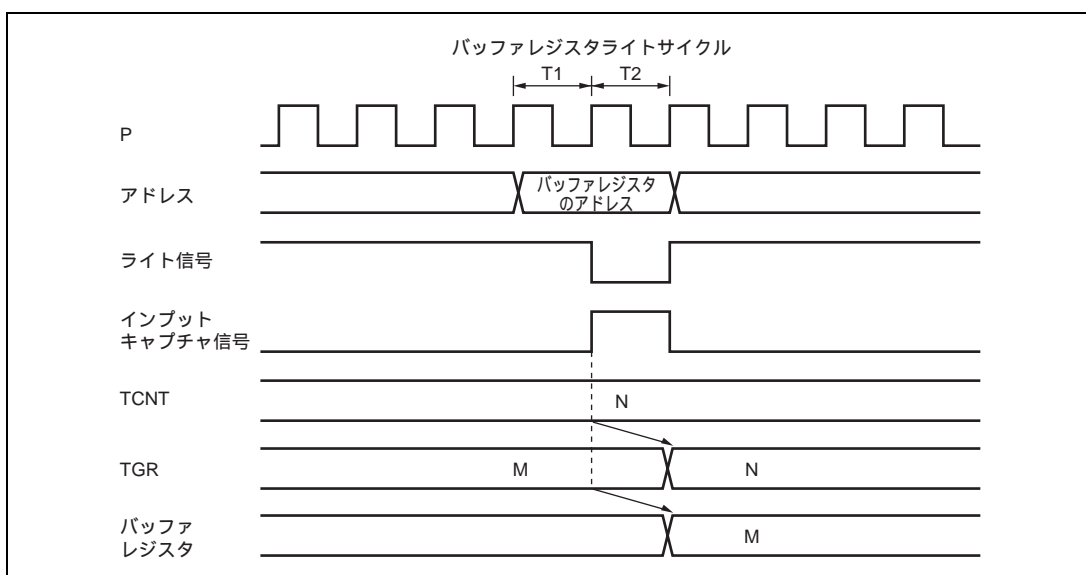 バッファレジスタライトサイクル
T1 T2
P
アドレス
バッファレジスタ
のアドレス
ライト信号
インプット
キャプチャ信号
TCNT
N
TGR
M N
バッファ
レジスタ
M